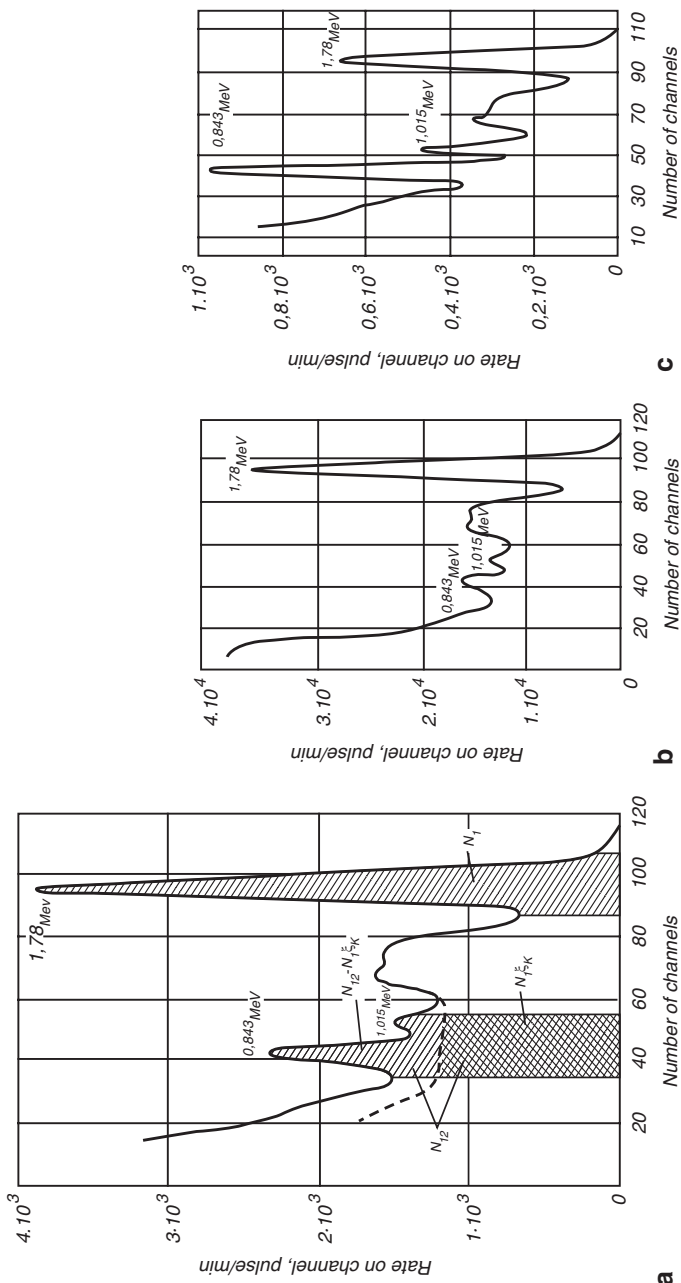 4.10³
3·10³
2·10³
1·10³
0
Rate on channel, pulse/min
20
40
60
80
100
120
Number of channels
0,843MeV
1,015MeV
1,78Mev
N₁₂-N₁ξK
N₁
N₁₂
N₁ξK
a
4.10⁴
3.10⁴
2.10⁴
1.10⁴
0
Rate on channel, pulse/min
20
40
60
80
100
120
Number of channels
0,843MeV
1,015MeV
1,78MeV
b
1.10³
0,8.10³
0,6.10³
0,4.10³
0,2.10³
0
Rate on channel, pulse/min
10
30
50
70
90
110
Number of channels
0,843MeV
1,015MeV
1,78MeV
c